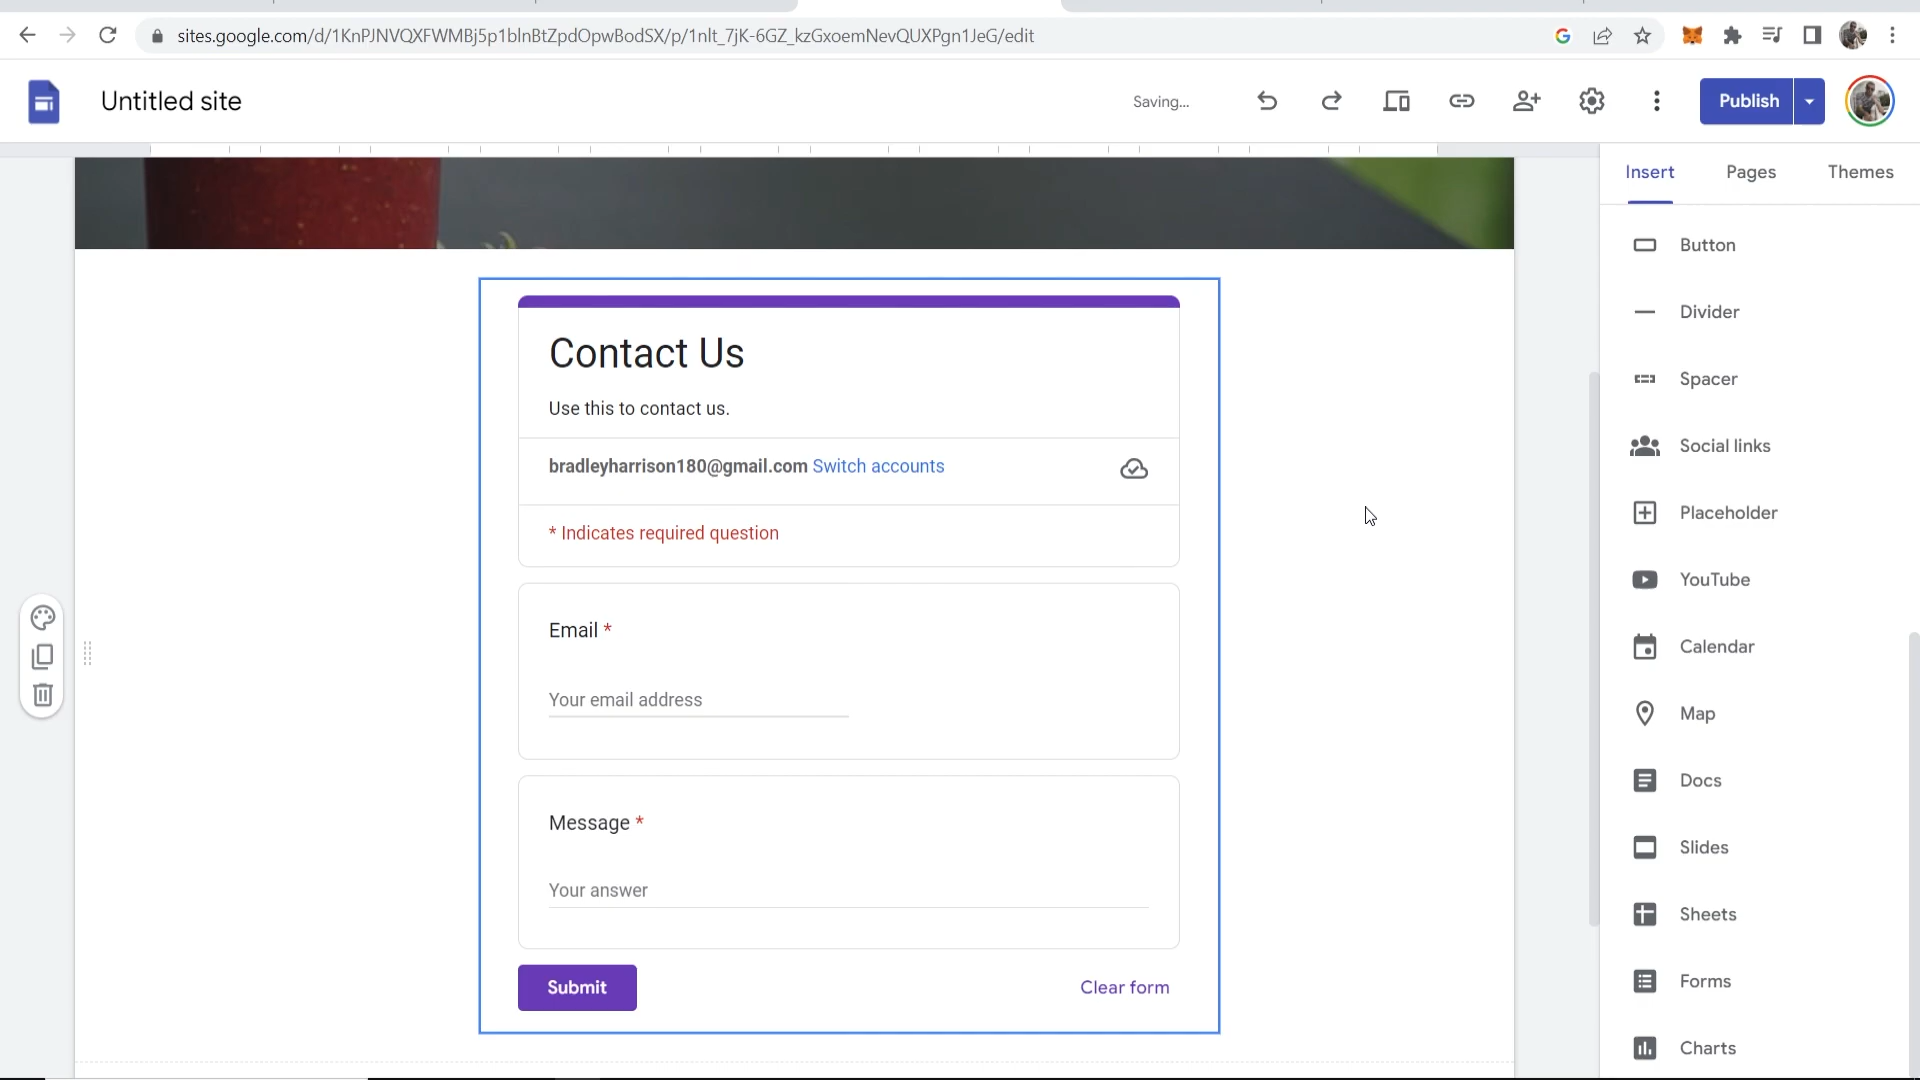 sites.google.com/d/1KnPJNVQXFWMBj5p1blnBtZpdOpwBodSX/p/1nlt_7jK-6GZ_kzGxoemNevQUXPgn1JeG/edit
Untitled site
Saving...
Publish
Insert
Pages
Themes
Button
Divider
Spacer
Social links
Placeholder
YouTube
Calendar
Map
Docs
Slides
Sheets
Forms
Charts
Contact Us
Use this to contact us.
bradleyharrison180@gmail.com Switch accounts
* Indicates required question
Email *
Your email address
Message *
Your answer
Submit
Clear form